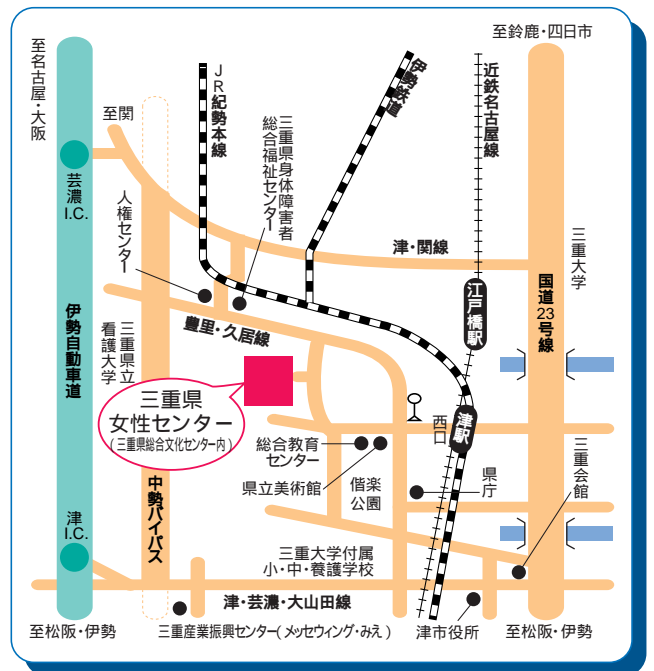 至鈴鹿・四日市
至名古屋・大阪
JR紀勢本線
伊勢鉄道
近鉄名古屋線
至関
三重県身体障害者
総合福祉センター
芸濃
I.C.
人権センター
津・関線
三重大学
江戸橋駅
国道23号線
伊勢自動車道
三重県立
看護大学
豊里・久居線
三重県
女性センター
(三重県総合文化センター内)
津駅
西口
総合教育
センター
県立美術館
偕楽
公園
県庁
三重会館
中勢バイパス
津
I.C.
三重大学付属
小・中・養護学校
津・芸濃・大山田線
至松阪・伊勢
三重産業振興センター(メッセウィング・みえ)
津市役所
至松阪・伊勢